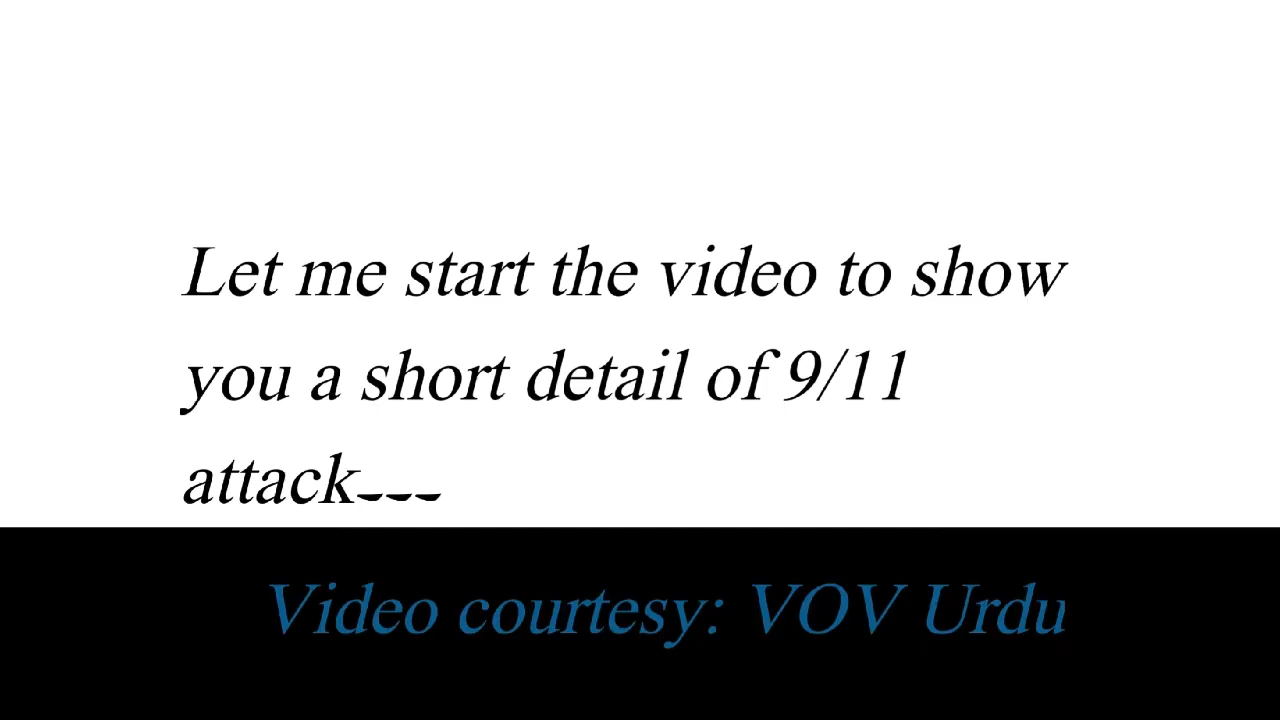 Let me start the video to show
you a short detail of 9/11
attack---
Video courtesy: VOV Urdu